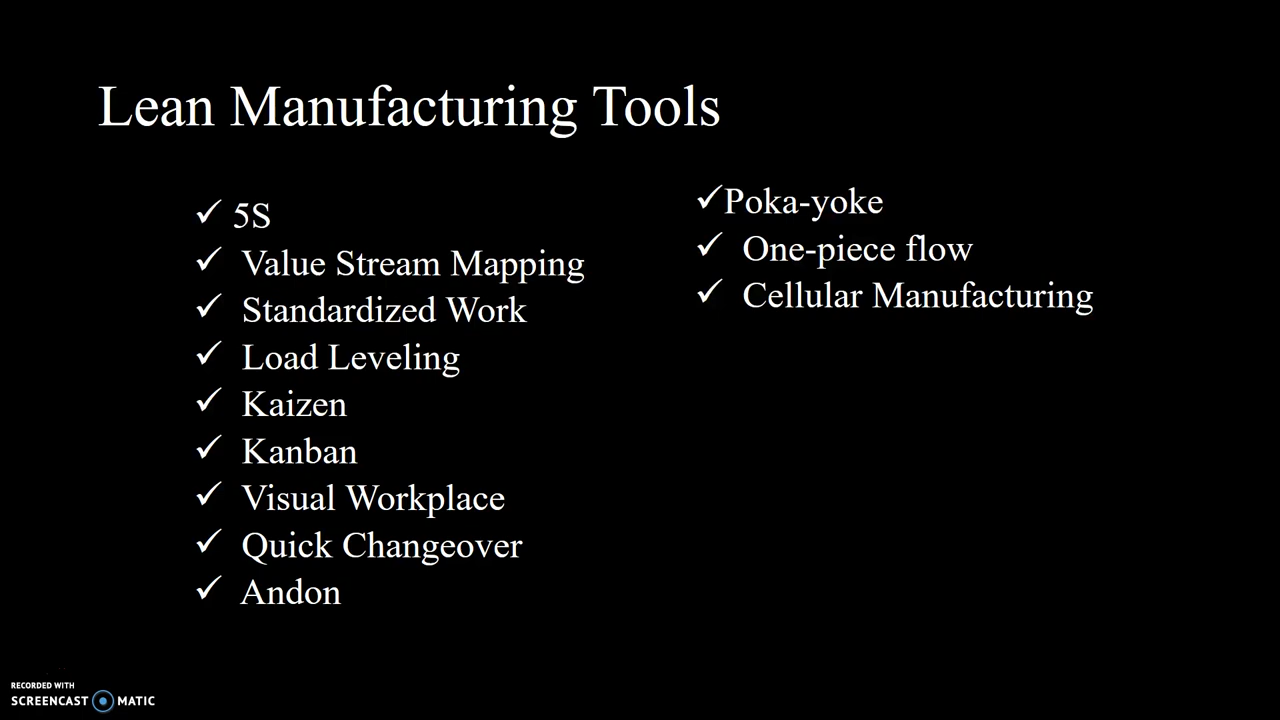 Lean Manufacturing Tools
✓ 5S
✓ Value Stream Mapping
✓ Standardized Work
✓ Load Leveling
✓ Kaizen
✓ Kanban
✓ Visual Workplace
✓ Quick Changeover
✓ Andon
✓Poka-yoke
✓ One-piece flow
✓ Cellular Manufacturing
RECORDED WITH
SCREENCAST MATIC